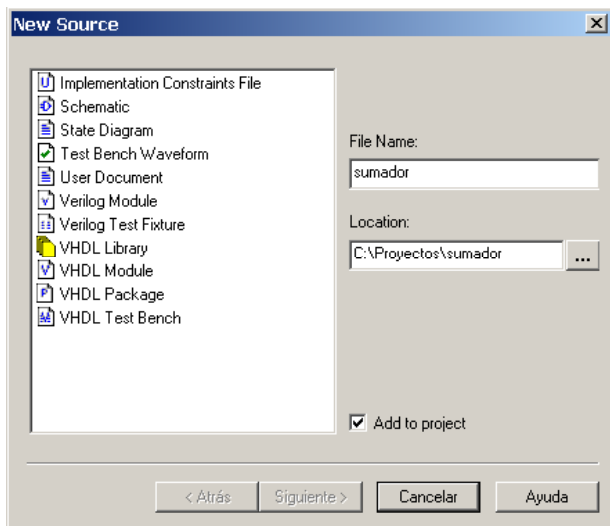 New Source
Implementation Constraints File
Schematic
State Diagram
Test Bench Waveform
User Document
Verilog Module
Verilog Test Fixture
VHDL Library
VHDL Module
VHDL Package
VHDL Test Bench
File Name:
sumador
Location:
C:\Proyectos\sumador
...
Add to project
< Atrás
Siguiente >
Cancelar
Ayuda